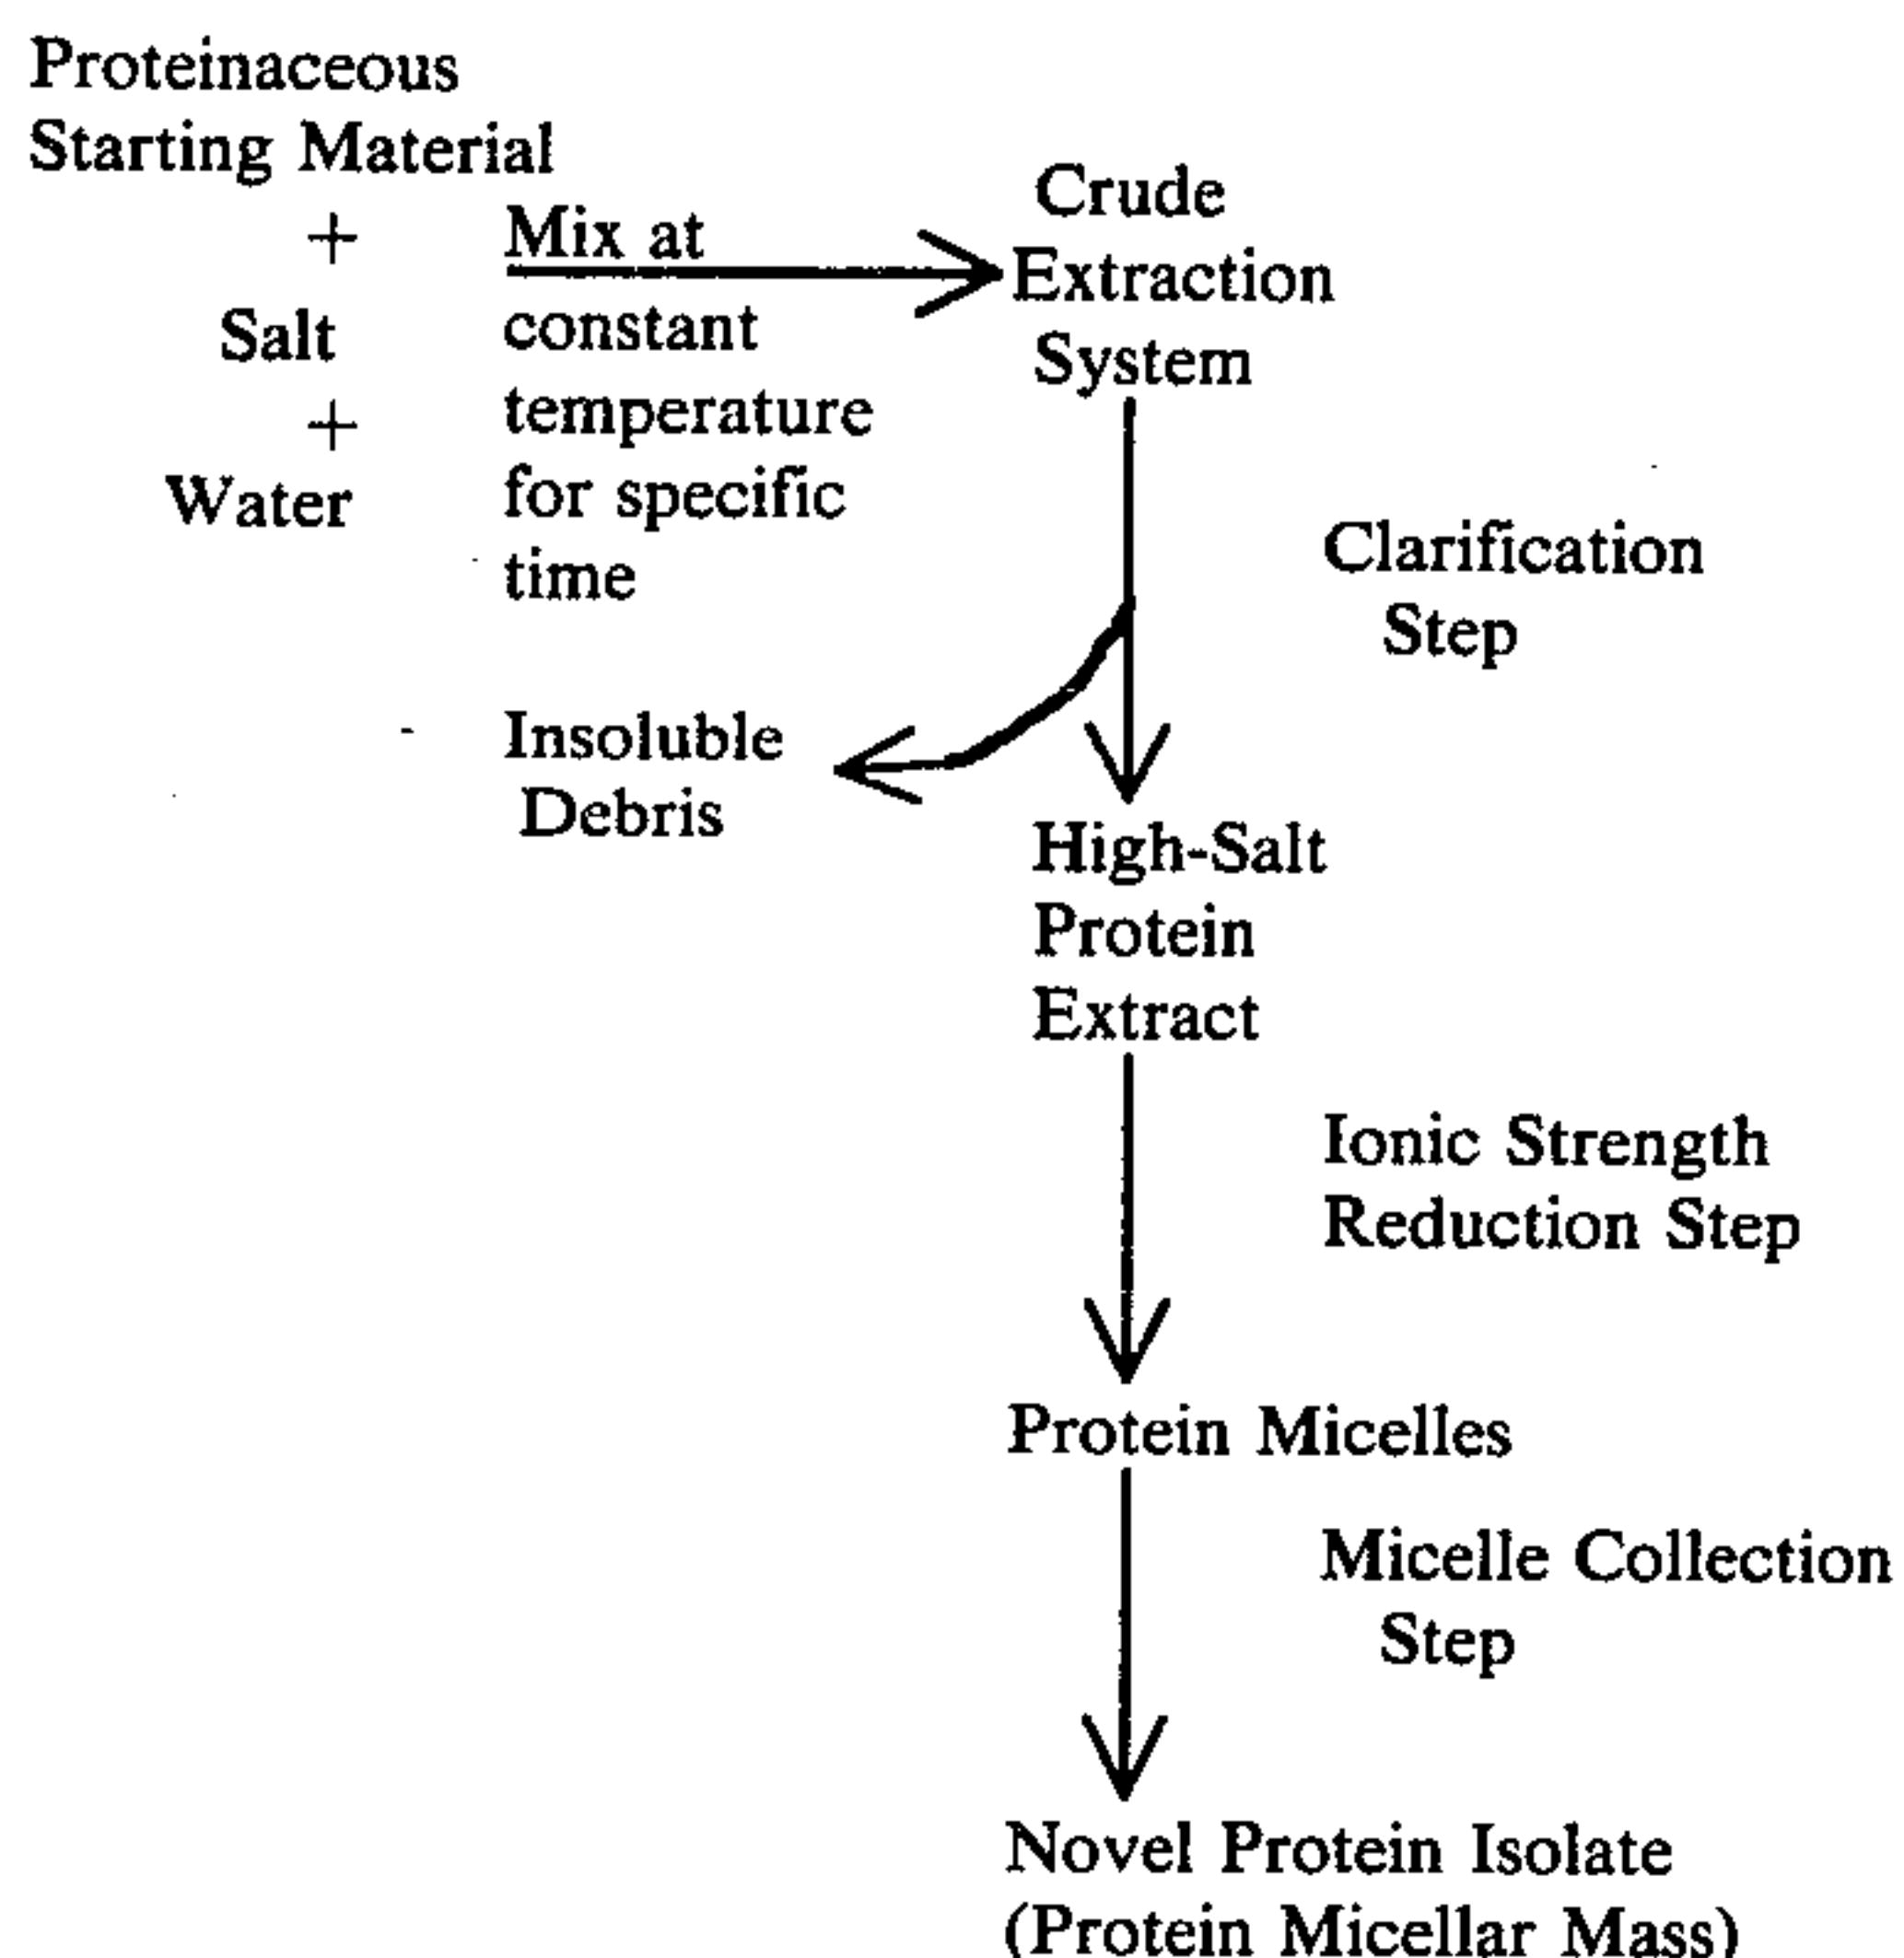 Proteinaceous
Starting Material
+
Salt
+
Water
Mix at
constant
temperature
for specific
time
Crude
Extraction
System
Clarification
Step
Insoluble
Debris
High-Salt
Protein
Extract
Ionic Strength
Reduction Step
Protein Micelles
Micelle Collection
Step
Novel Protein Isolate
(Protein Micellar Mass)